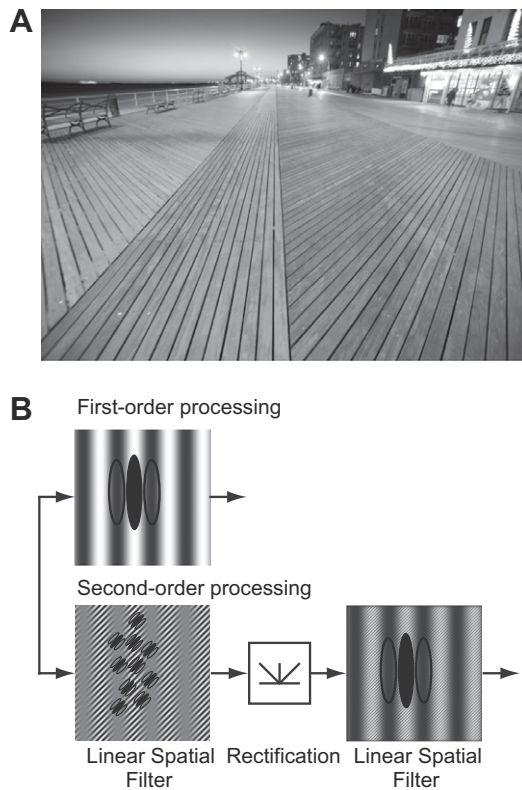 A
B
First-order processing
Second-order processing
Linear Spatial
Filter
Rectification
Linear Spatial
Filter